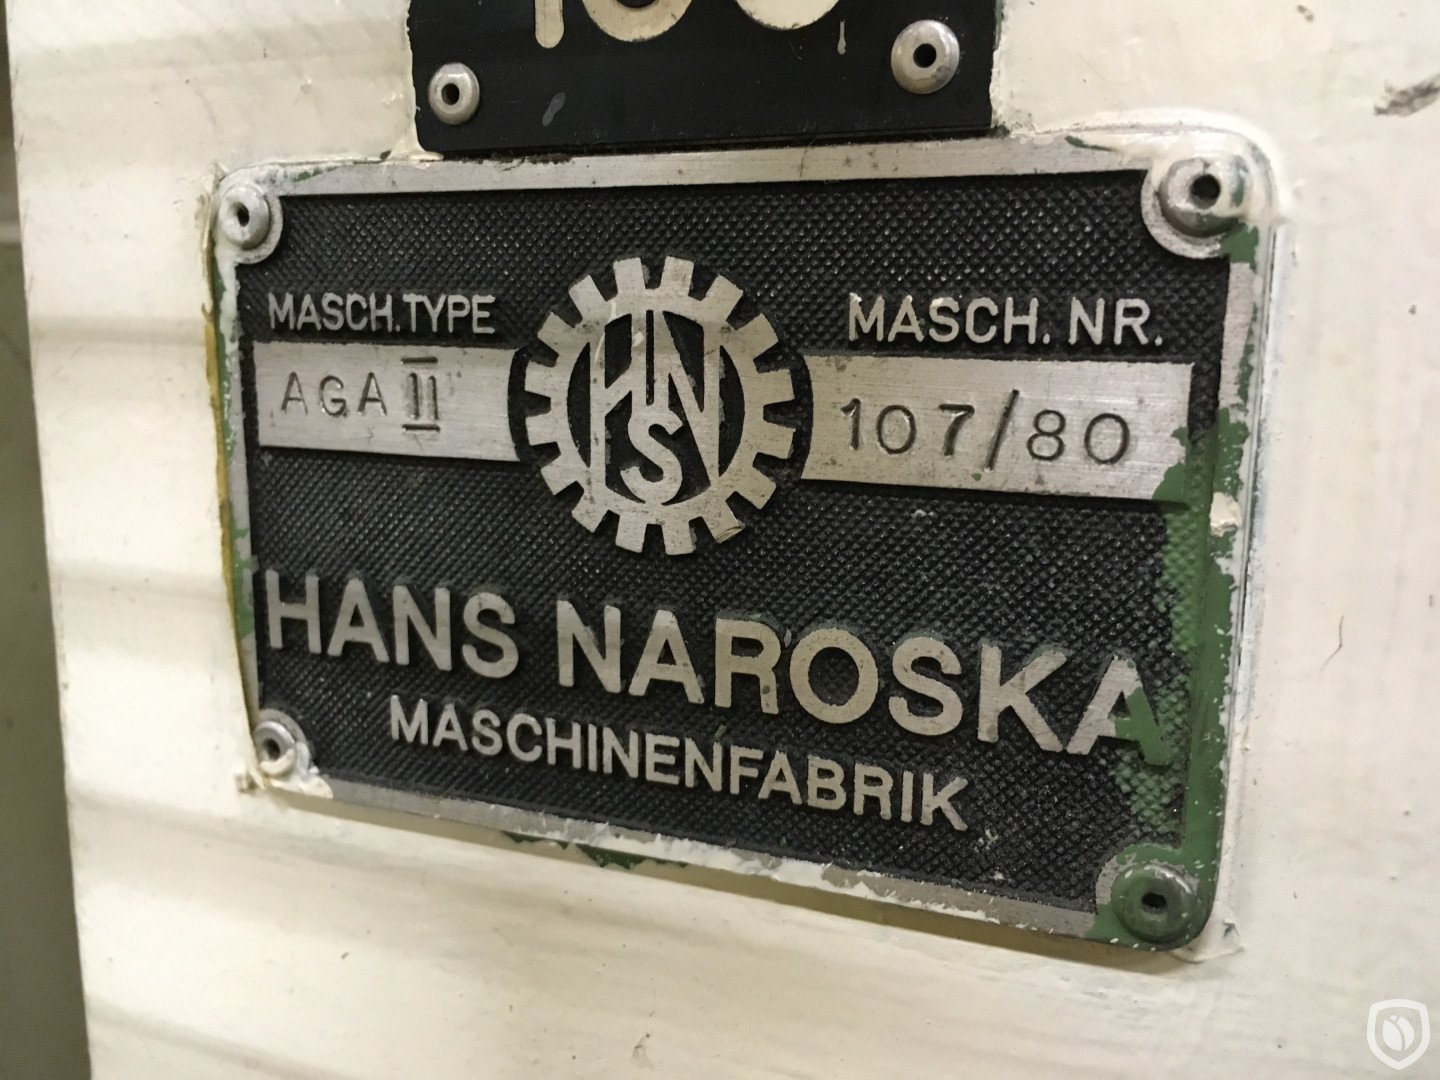 MASCH. TYPE
MASCH. NR.
AGA II
107/80
HNS
HANS NAROSKA
MASCHINENFABRIK